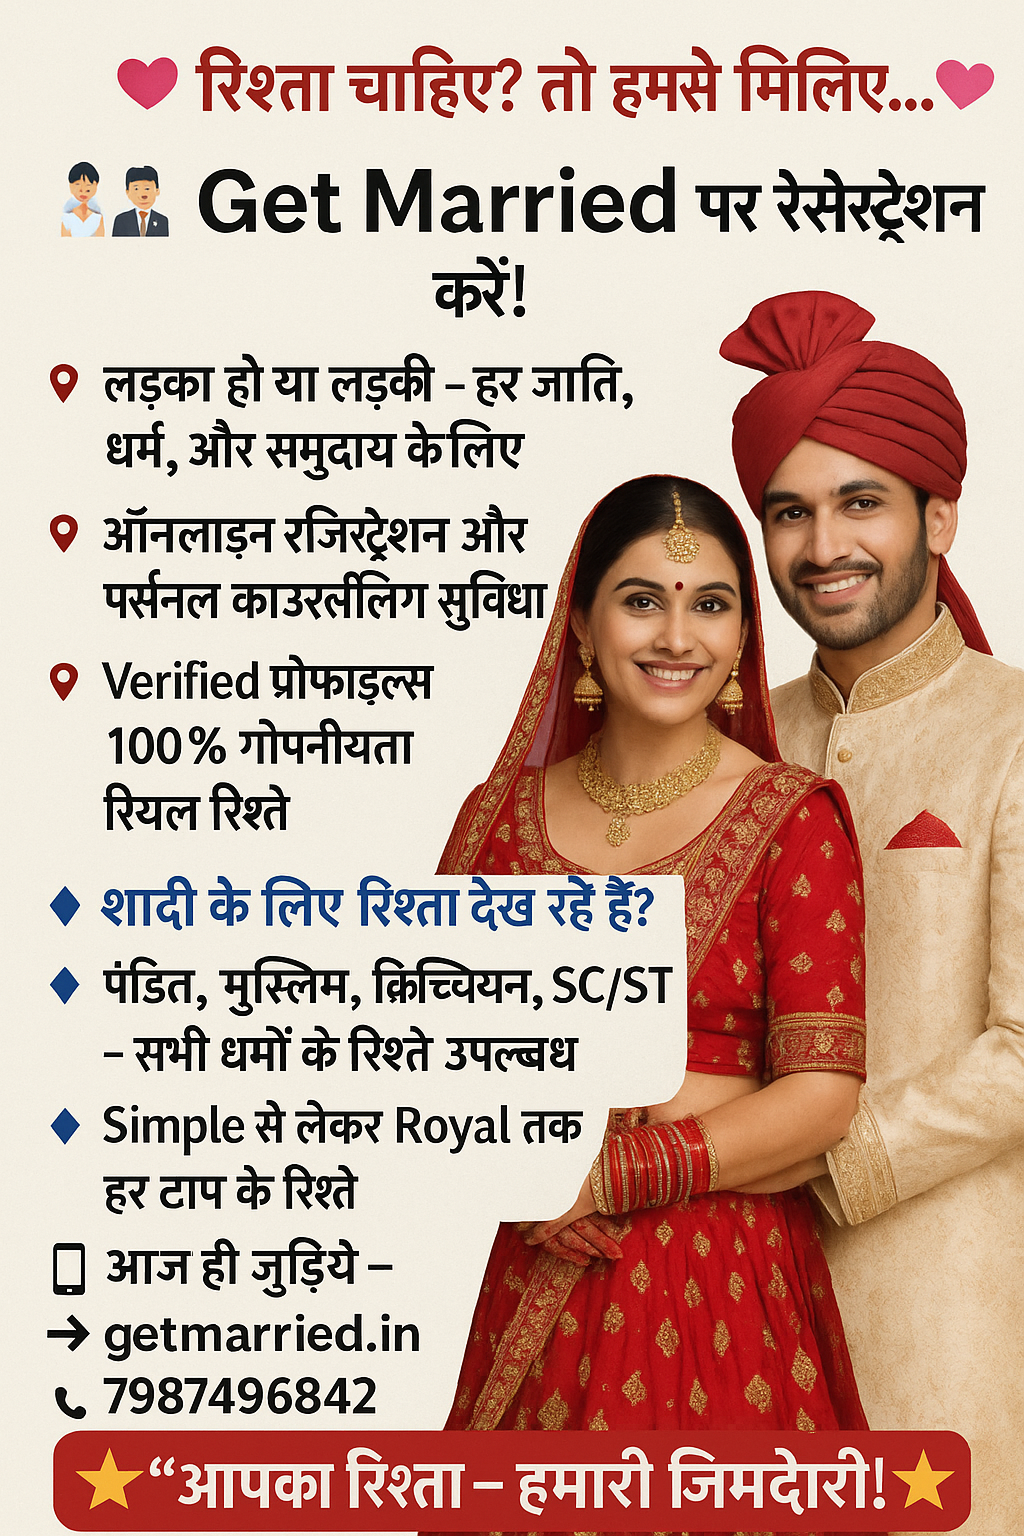 रिश्ता चाहिए? तो हमसे मिलिए...
Get Married पर रेसेस्ट्रेशन
करें!
लड़का हो या लड़की – हर जाति,
धर्म, और समुदाय केलिए
ऑनलाइन रजिस्ट्रेशन और
पर्सनल सुविधा
Verified प्रोफाइल्स
100% गोपनीयता
रियल रिश्ते
शादी के लिए रिश्ता देख रहे हैं?
पंडित, मुस्लिम, क्रिच्चियन, SC/ST
– सभी धमों के रिश्ते उपल्बध
Simple से लेकर Royal तक
हर टाप के रिश्ते
आज ही जुड़िये –
→ getmarried.in
7987496842
“आपका रिश्ता – हमारी जिमदेारी!